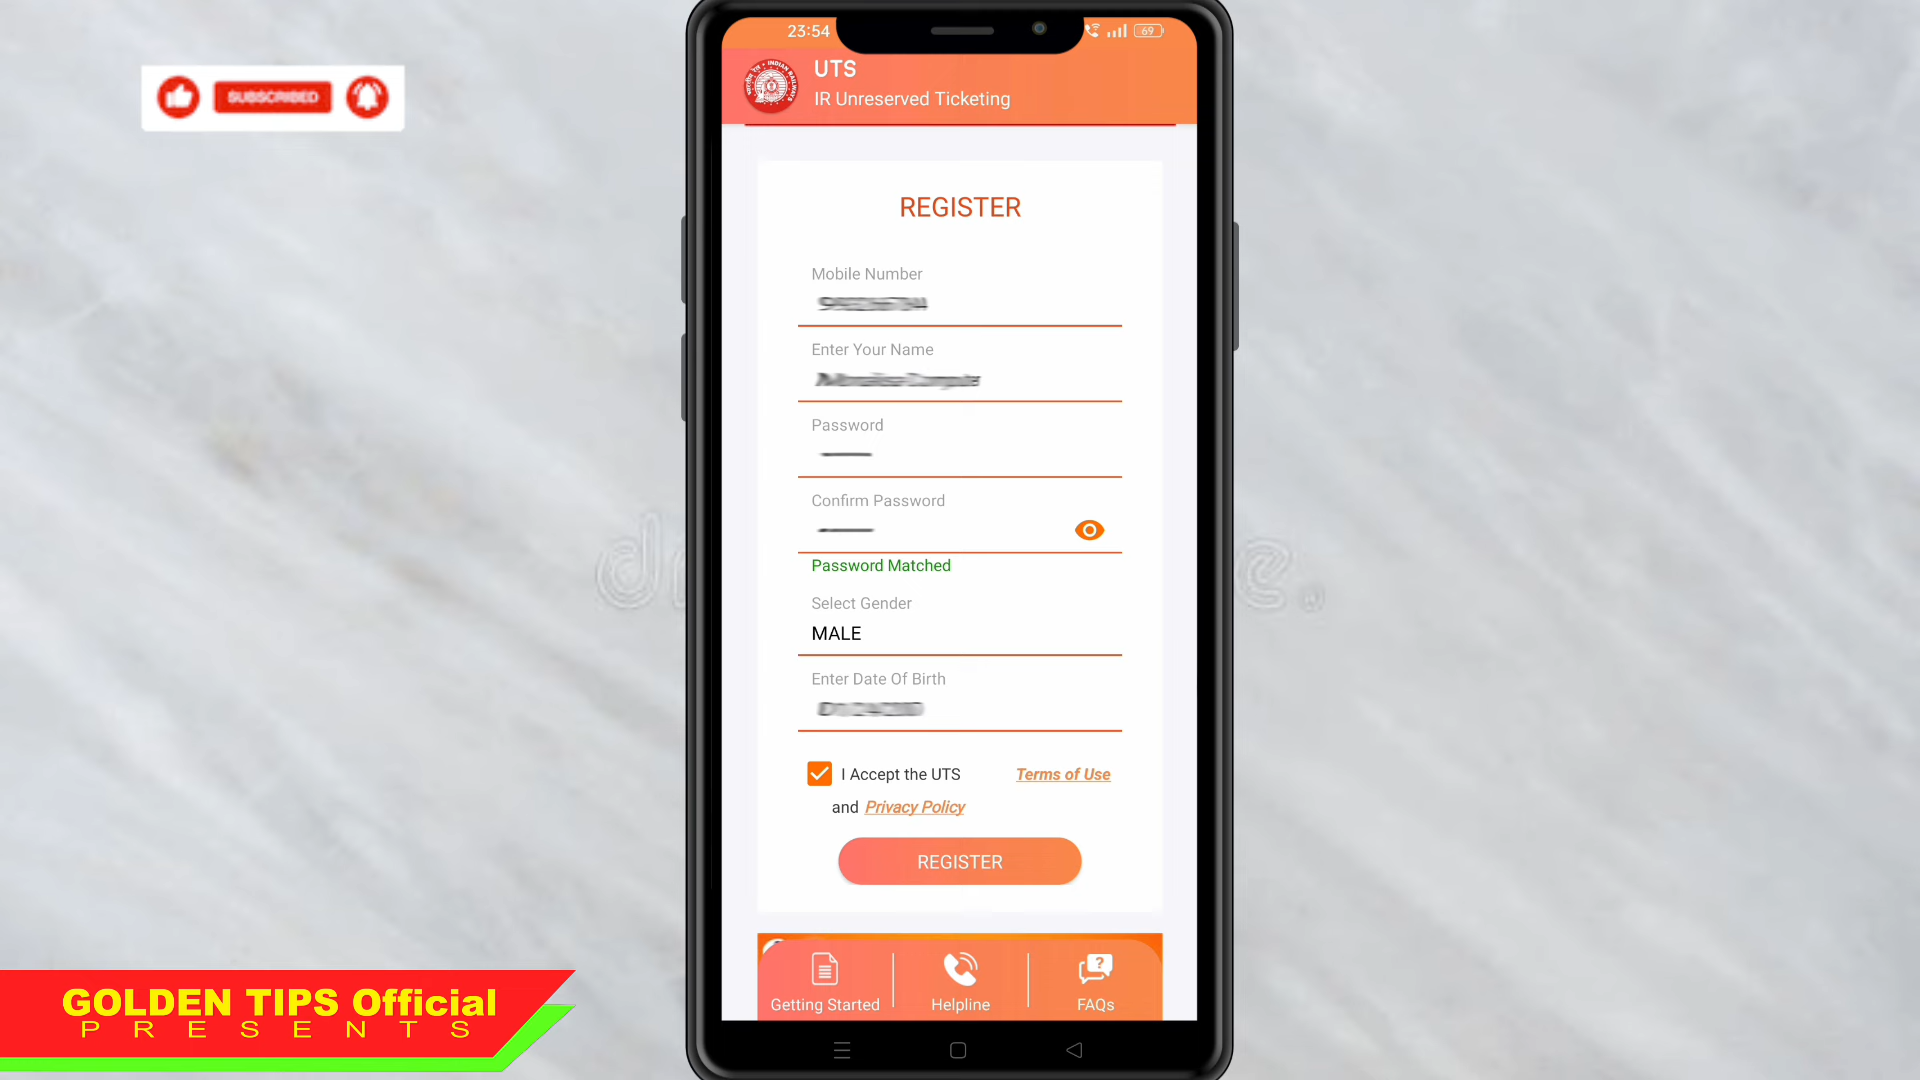 SUBSCRIBED
23:54
69
UTS
IR Unreserved Ticketing
REGISTER
Mobile Number
Enter Your Name
Password
Confirm Password
Password Matched
Select Gender
MALE
Enter Date Of Birth
I Accept the UTS Terms of Use
and Privacy Policy
REGISTER
Getting Started Helpline FAQs
GOLDEN TIPS Official
PRESENTS